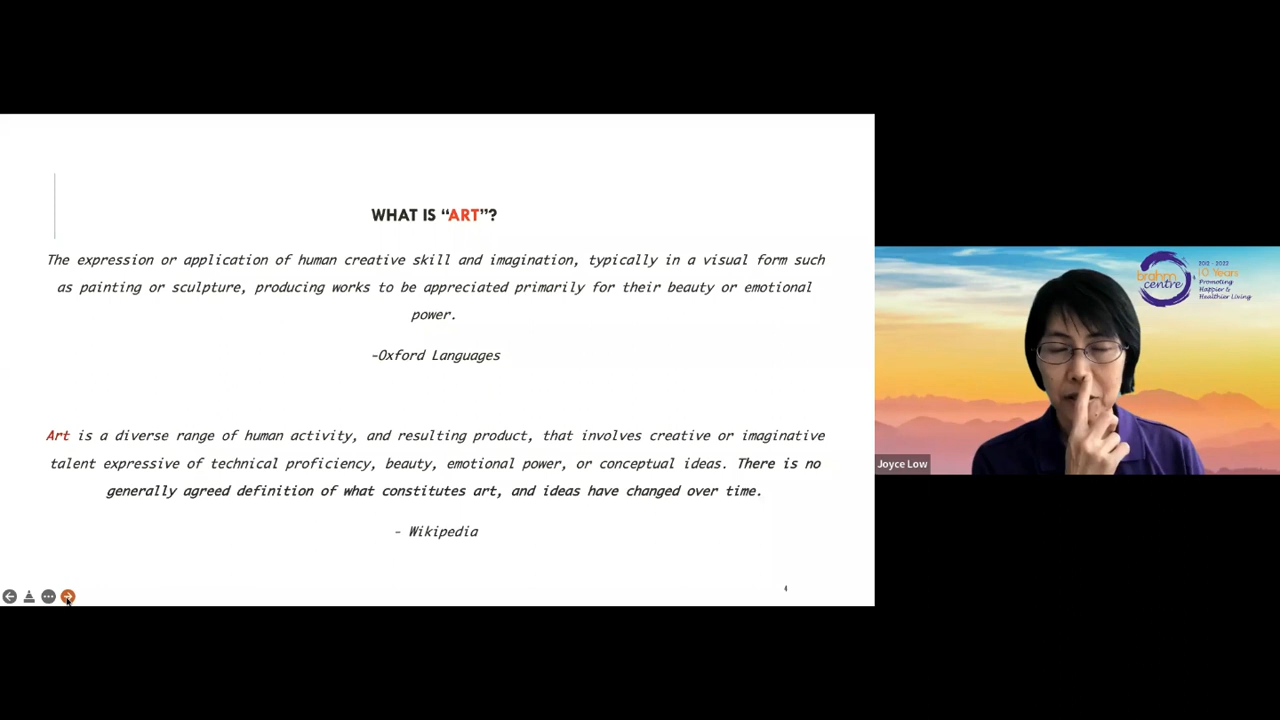 WHAT IS “ART”?
The expression or application of human creative skill and imagination, typically in a visual form such
as painting or sculpture, producing works to be appreciated primarily for their beauty or emotional
power.
-Oxford Languages
Art is a diverse range of human activity, and resulting product, that involves creative or imaginative
talent expressive of technical proficiency, beauty, emotional power, or conceptual ideas. There is no
generally agreed definition of what constitutes art, and ideas have changed over time.
- Wikipedia
4
brahm
centre
2012 - 2022
10 Years
Promoting
Happier &
Healthier Living
Joyce Low